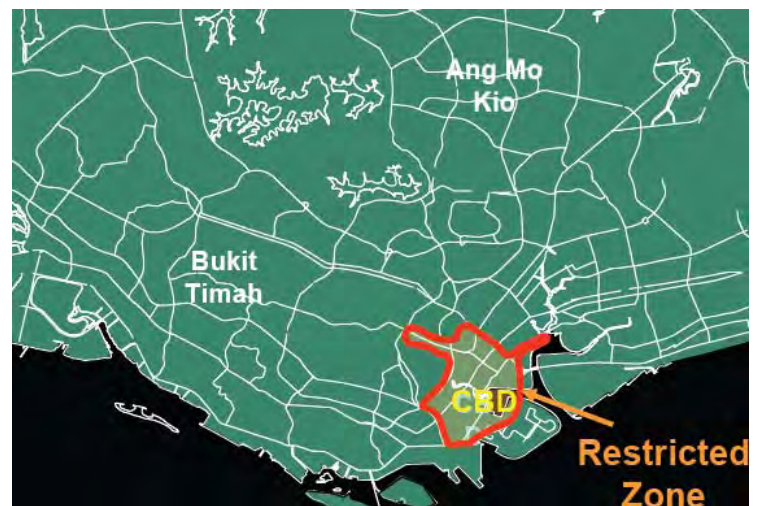 Ang Mo
Kio
Bukit
Timah
CBD
Restricted
Zone